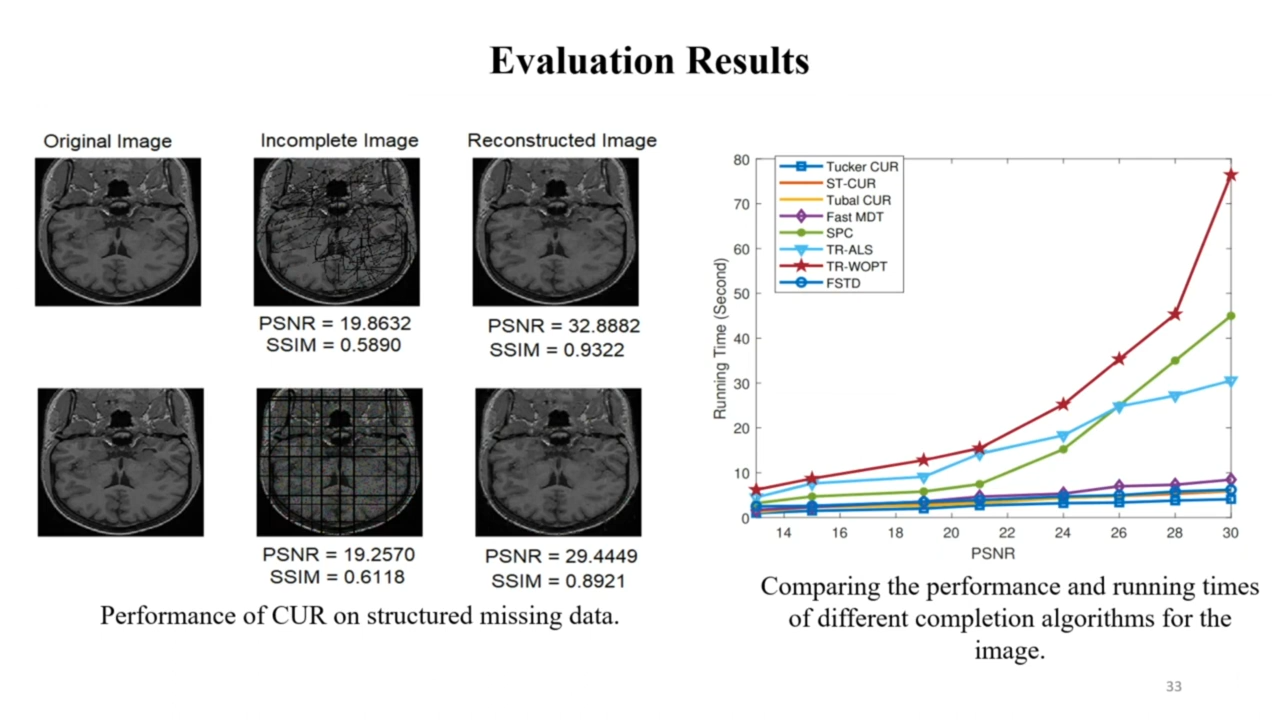 Evaluation Results
Original Image
Incomplete Image
Reconstructed Image
PSNR = 19.8632
SSIM = 0.5890
PSNR = 32.8882
SSIM = 0.9322
PSNR = 19.2570
SSIM = 0.6118
PSNR = 29.4449
SSIM = 0.8921
Performance of CUR on structured missing data.
Running Time (Second)
80
70
60
50
40
30
20
10
0
Tucker CUR
ST-CUR
Tubal CUR
Fast MDT
SPC
TR-ALS
TR-WOPT
FSTD
14
16
18
20
22
24
26
28
30
PSNR
Comparing the performance and running times
of different completion algorithms for the
image.
33